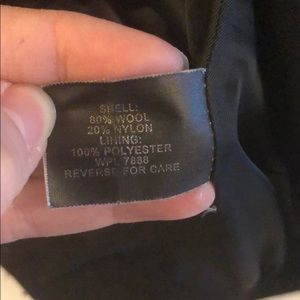 SHELL:
80% WOOL
20% NYLON
LINING:
100% POLYESTER
WPL 7888
REVERSE FOR CARE